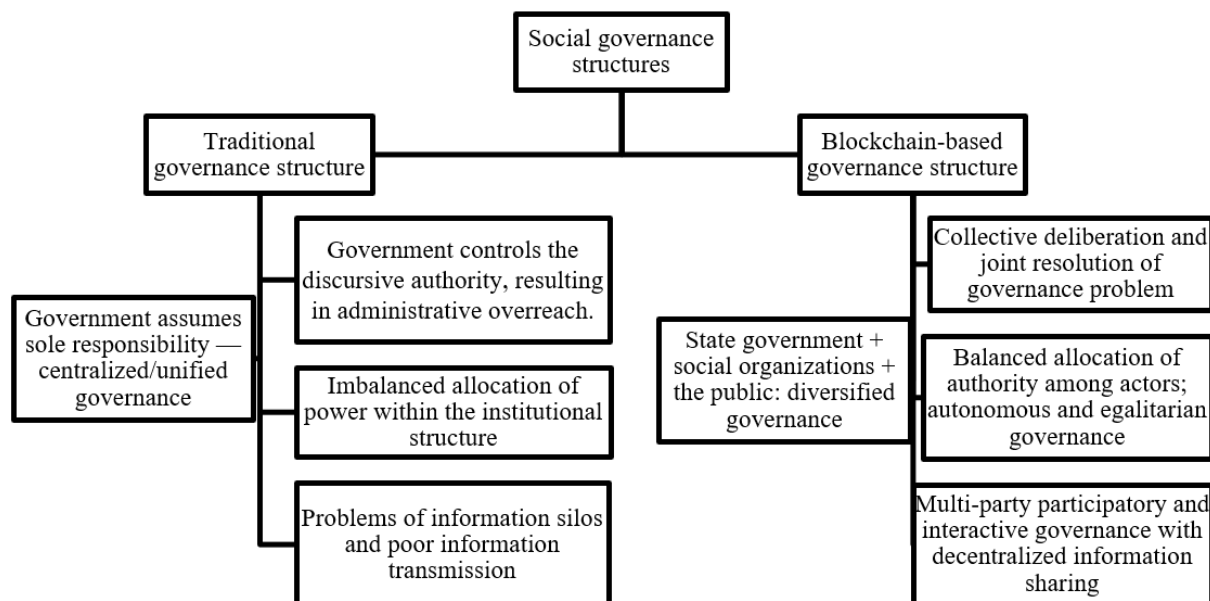 Social governance
structures
Traditional
governance structure
Blockchain-based
governance structure
Government assumes
sole responsibility —
centralized/unified
governance
Government controls the
discursive authority, resulting
in administrative overreach.
Imbalanced allocation of
power within the institutional
structure
Problems of information silos
and poor information
transmission
State government +
social organizations +
the public: diversified
governance
Collective deliberation and
joint resolution of
governance problem
Balanced allocation of
authority among actors;
autonomous and egalitarian
governance
Multi-party participatory and
interactive governance with
decentralized information
sharing